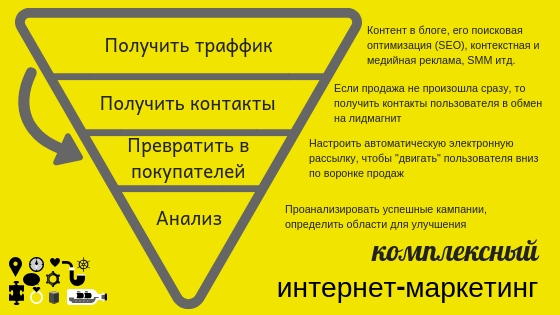 Получить траффик
Контент в блоге, его поисковая
оптимизация (SEO), контекстная и
медийная реклама, SMM итд.
Получить контакты
Если продажа не произошла сразу, то
получить контакты пользователя в обмен
на лидмагнит
Превратить в
покупателей
Настроить автоматическую электронную
рассылку, чтобы "двигать" пользователя вниз
по воронке продаж
Анализ
Проанализировать успешные кампании,
определить области для улучшения
комплексный
интернет-маркетинг